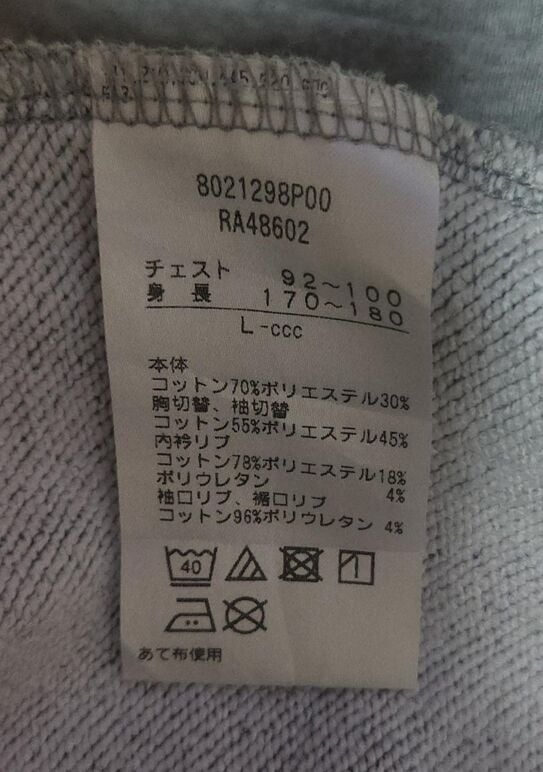 8021298P00
RA48602
チェスト 92～100
身長 170～180
L-ccc
本体
コットン70%ポリエステル30%
胸切替、袖切替
コットン55%ポリエステル45%
内衿リブ
コットン78%ポリエステル18%
ポリウレタン 4%
袖口リブ、裾口リブ
コットン96%ポリウレタン 4%
40
あて布使用